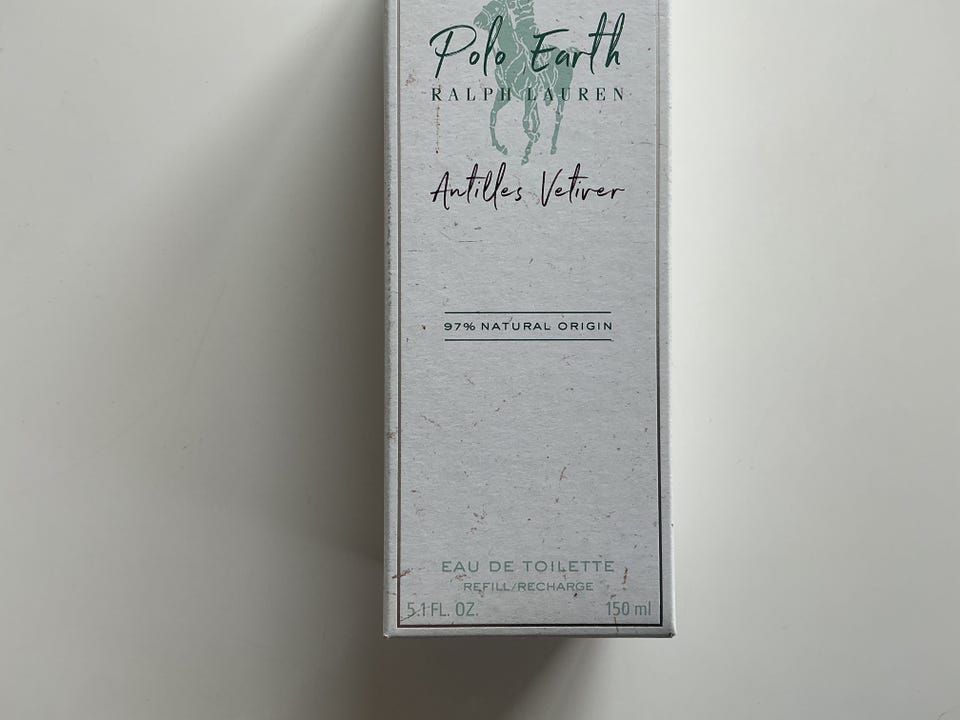 Polo Earth
RALPH LAUREN
Antilles Vetiver
97% NATURAL ORIGIN
EAU DE TOILETTE
REFILL/RECHARGE
5.1 FL. OZ. 150 ml